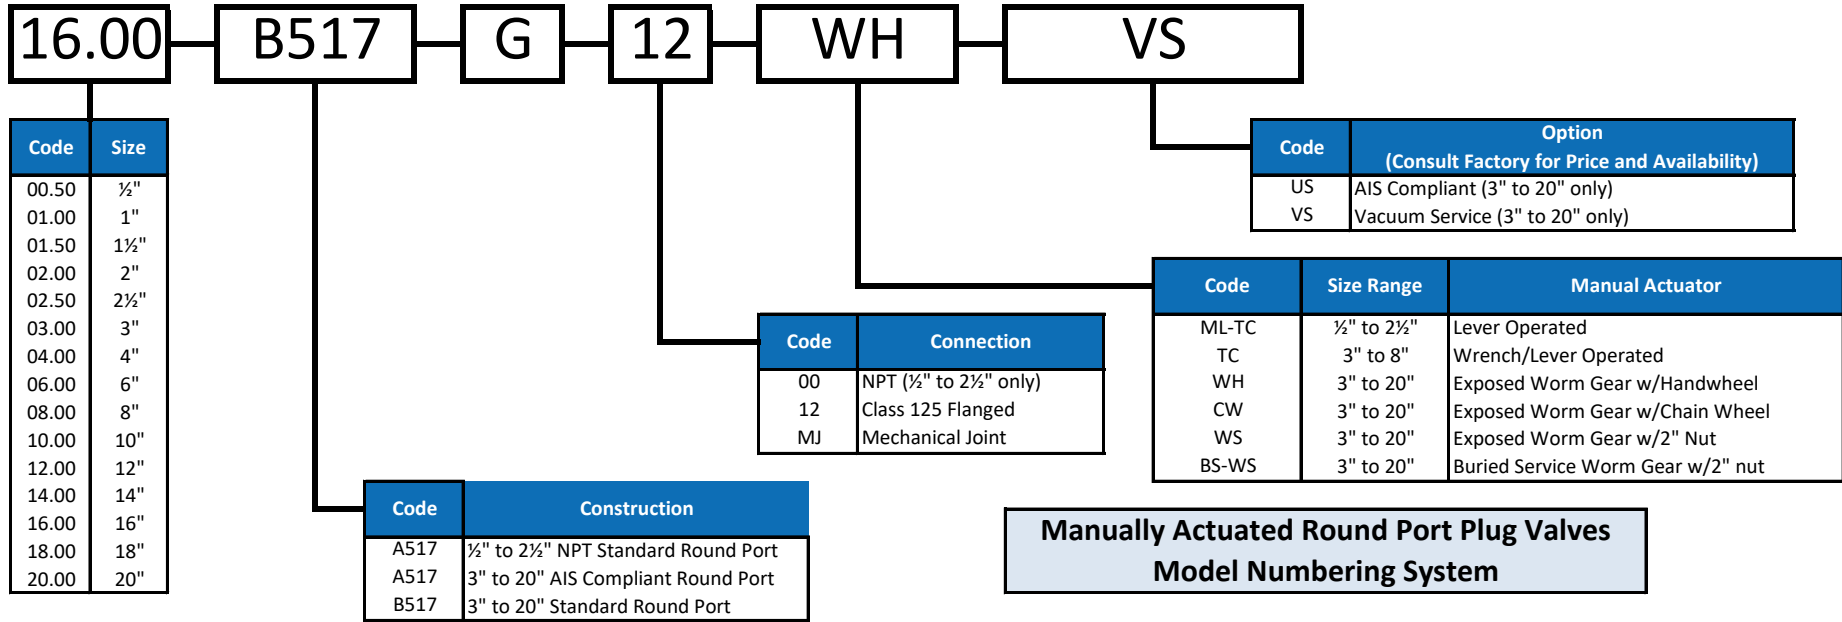 16.00 B517 G 12 WH VS
Code Size
00.50 ½"
01.00 1"
01.50 1½"
02.00 2"
02.50 2½"
03.00 3"
04.00 4"
06.00 6"
08.00 8"
10.00 10"
12.00 12"
14.00 14"
16.00 16"
18.00 18"
20.00 20"
Code Construction
A517 ½" to 2½" NPT Standard Round Port
A517 3" to 20" AIS Compliant Round Port
B517 3" to 20" Standard Round Port
Code Connection
00 NPT (½" to 2½" only)
12 Class 125 Flanged
MJ Mechanical Joint
Code Option
(Consult Factory for Price and Availability)
US AIS Compliant (3" to 20" only)
VS Vacuum Service (3" to 20" only)
Code Size Range Manual Actuator
ML-TC ½" to 2½" Lever Operated
TC 3" to 8" Wrench/Lever Operated
WH 3" to 20" Exposed Worm Gear w/Handwheel
CW 3" to 20" Exposed Worm Gear w/Chain Wheel
WS 3" to 20" Exposed Worm Gear w/2" Nut
BS-WS 3" to 20" Buried Service Worm Gear w/2" nut
Manually Actuated Round Port Plug Valves
Model Numbering System